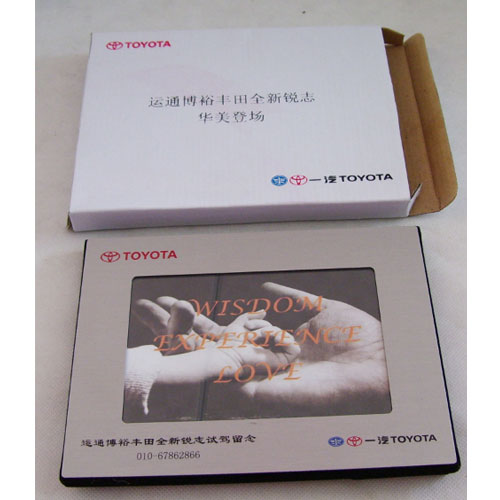 TOYOTA
运通博裕丰田全新锐志
华美登场
一汽TOYOTA
TOYOTA
WISDOM
EXPERIENCE
LOVE
运通博裕丰田全新锐志试驾留念
010-67862866
一汽TOYOTA